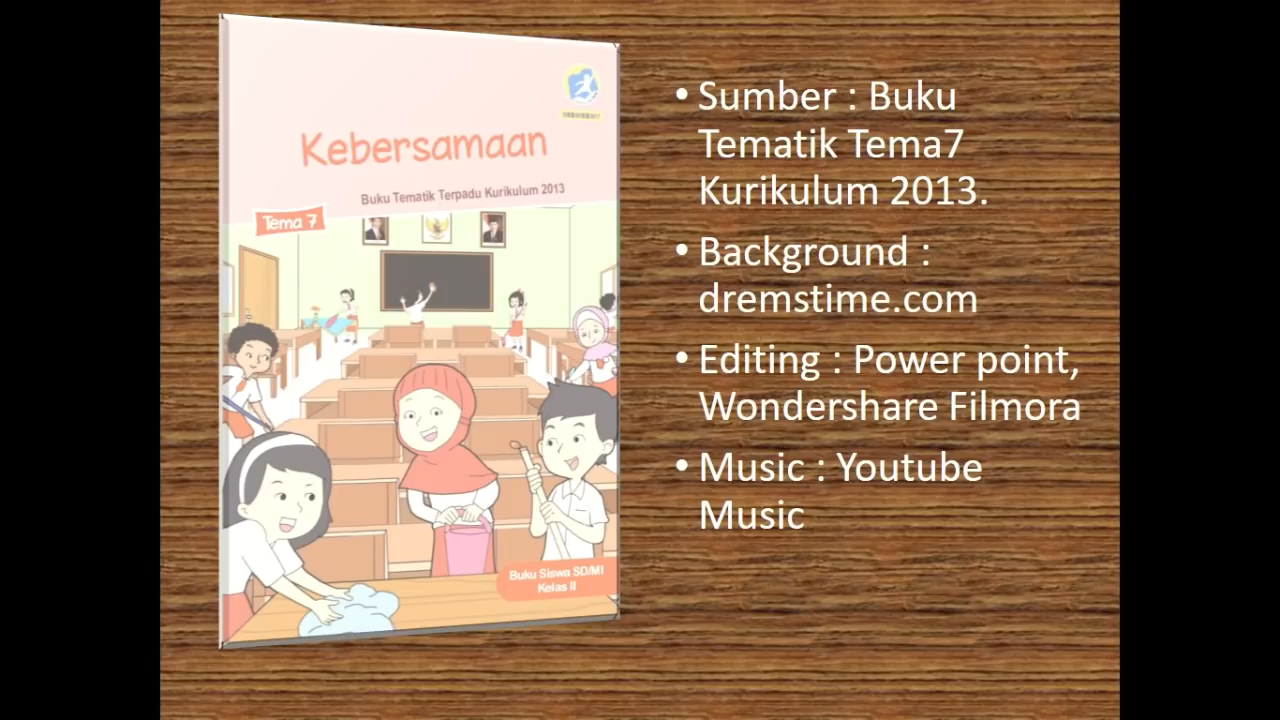 Kebersamaan
Buku Tematik Terpadu Kurikulum 2013
Tema 7
Buku Siswa SD/MI
Kelas II
• Sumber : Buku
Tematik Tema7
Kurikulum 2013.
• Background :
dremstime.com
• Editing : Power point,
Wondershare Filmora
• Music : Youtube
Music